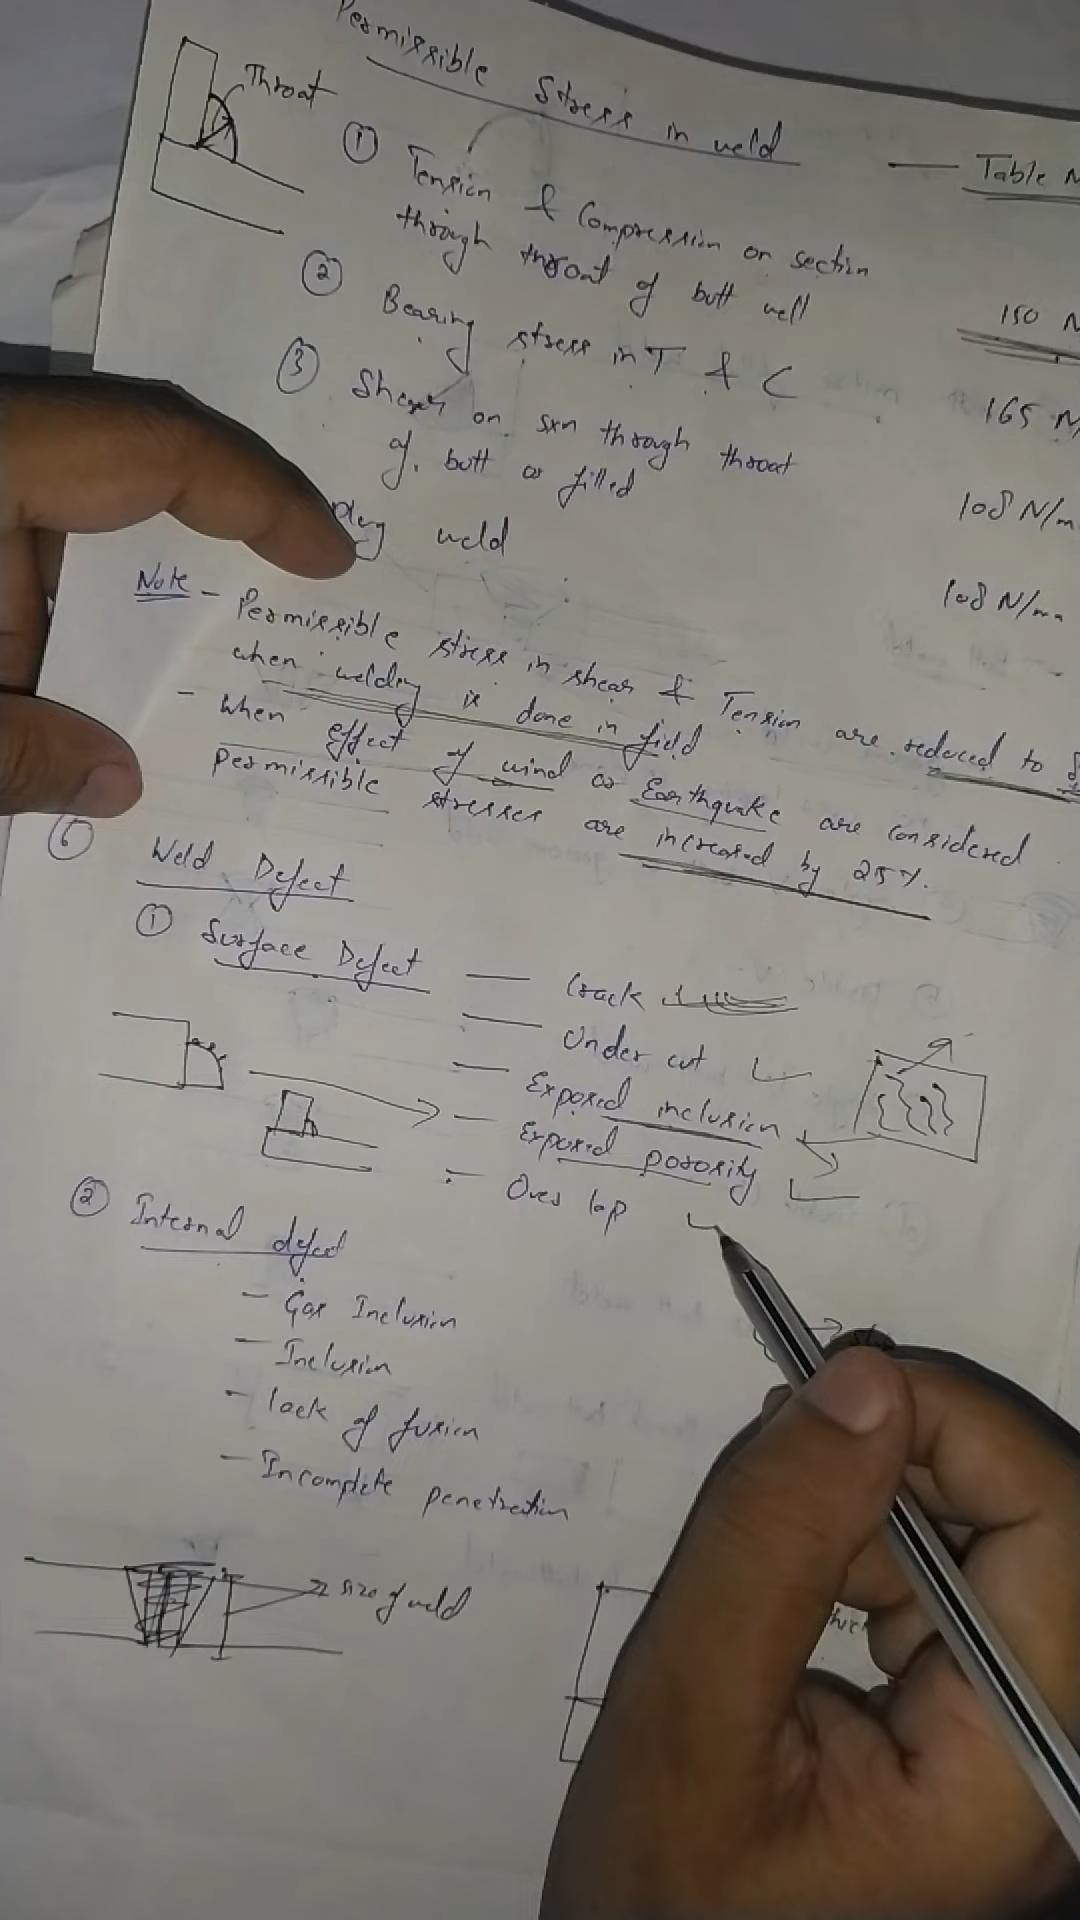 Permissible Stress in weld — Table N
Throat
① Tension & Compression on section
through throat of butt well
150 N
② Bearing stress in T & C
165 N/
③ Shear on sxn through throat
of butt or filled
108 N/m
plug weld
108 N/mm
Note - Permissible stress in shear & Tension are reduced to 8
when welding is done in field
- When effect of wind or Earthquake are considered
permissible stresses are increased by 25%.
⑥ Weld Defect
① Surface Defect — Crack
— Under cut
— Exposed inclusion
— Exposed porosity
— Over lap
② Internal defect
- Gas Inclusion
- Inclusion
- lack of fusion
- Incomplete penetration
size of weld